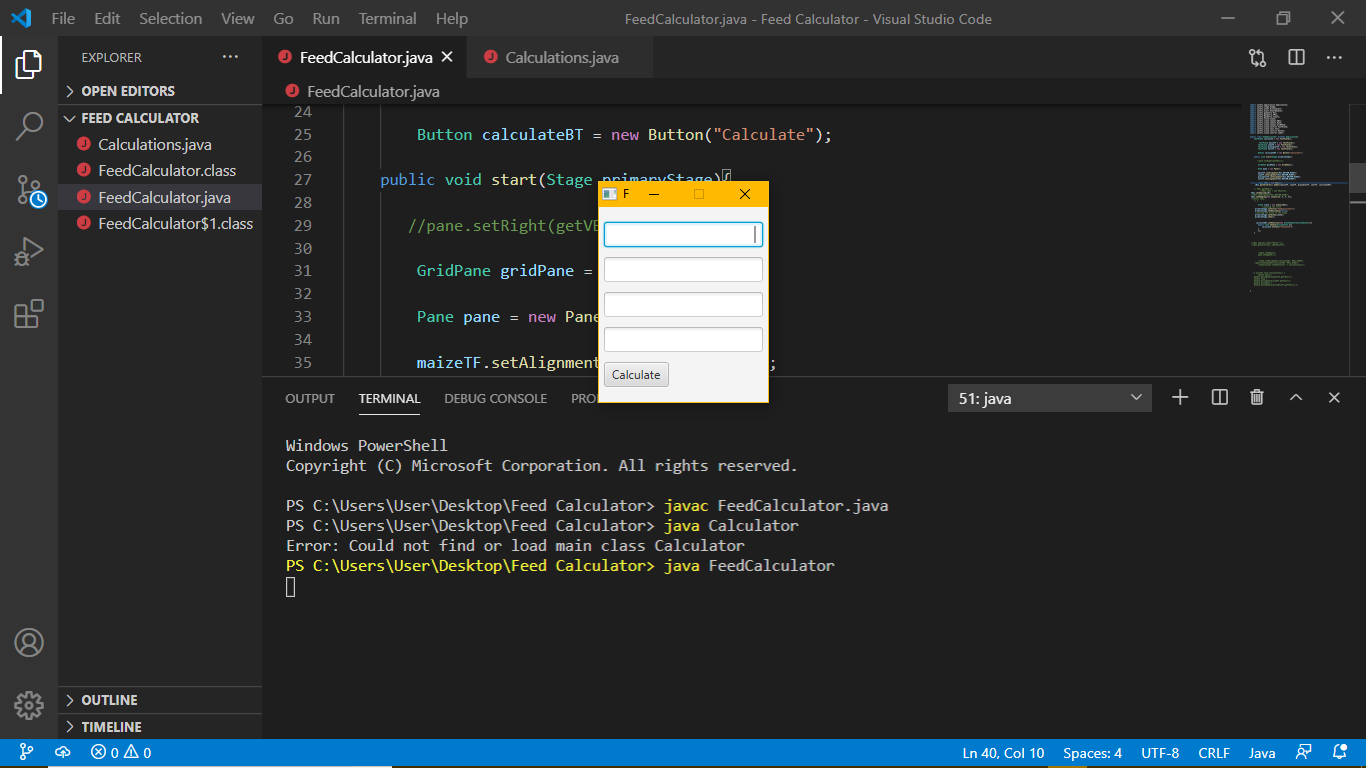 File Edit Selection View Go Run Terminal Help
FeedCalculator.java - Feed Calculator - Visual Studio Code
EXPLORER
OPEN EDITORS
FEED CALCULATOR
Calculations.java
FeedCalculator.class
FeedCalculator.java
FeedCalculator$1.class
OUTLINE
TIMELINE
FeedCalculator.java
Calculations.java
FeedCalculator.java
24
25 Button calculateBT = new Button("Calculate");
26
27 public void start(Stage primaryStage){
28
29 //pane.setRight(getVB
30
31 GridPane gridPane =
32
33 Pane pane = new Pane
34
35 maizeTF.setAlignment ;
F
Calculate
OUTPUT TERMINAL DEBUG CONSOLE PRO
51: java
Windows PowerShell
Copyright (C) Microsoft Corporation. All rights reserved.
PS C:\Users\User\Desktop\Feed Calculator> javac FeedCalculator.java
PS C:\Users\User\Desktop\Feed Calculator> java Calculator
Error: Could not find or load main class Calculator
PS C:\Users\User\Desktop\Feed Calculator> java FeedCalculator
0 0
Ln 40, Col 10 Spaces: 4 UTF-8 CRLF Java